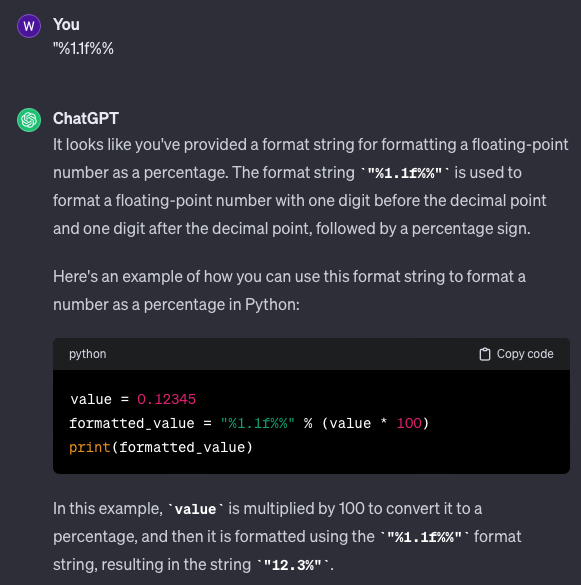 W You
"%1.1f%%
ChatGPT
It looks like you've provided a format string for formatting a floating-point
number as a percentage. The format string `"%1.1f%%"` is used to
format a floating-point number with one digit before the decimal point
and one digit after the decimal point, followed by a percentage sign.
Here's an example of how you can use this format string to format a
number as a percentage in Python:
python Copy code
value = 0.12345
formatted_value = "%1.1f%%" % (value * 100)
print(formatted_value)
In this example, `value` is multiplied by 100 to convert it to a
percentage, and then it is formatted using the `"%1.1f%%"` format
string, resulting in the string `"12.3%"`.